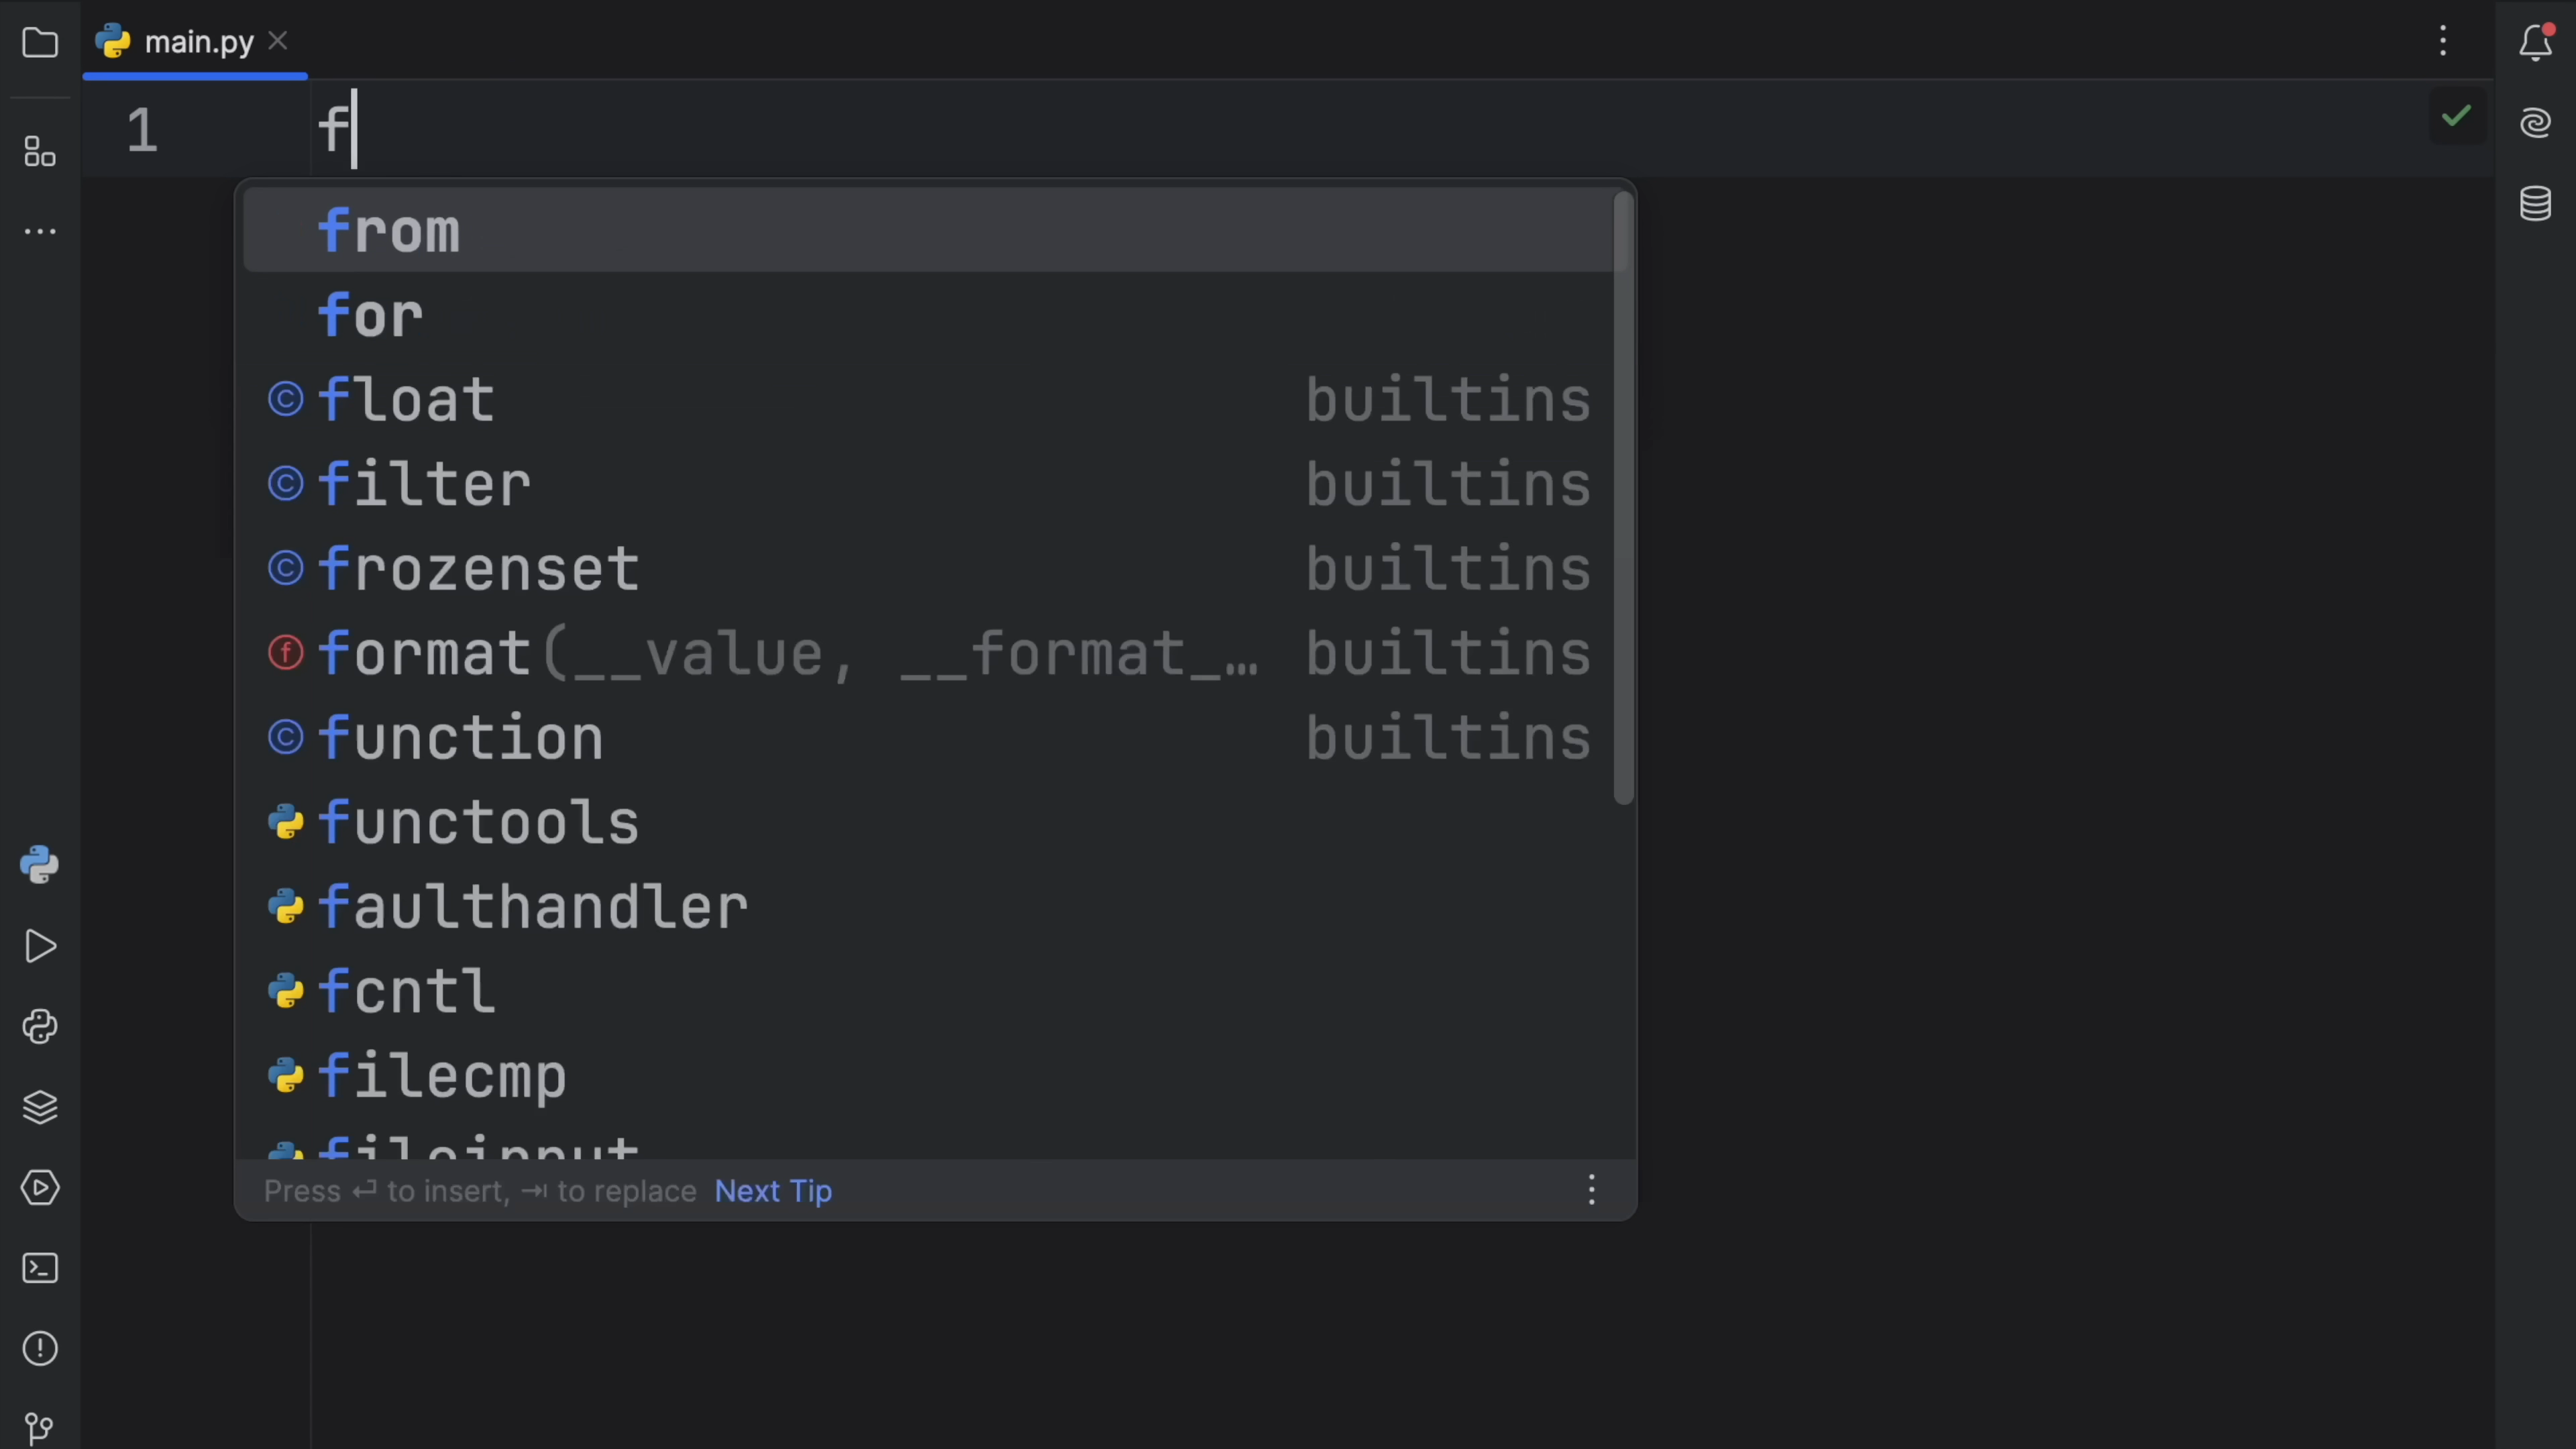 main.py
1 f
from
for
float builtins
filter builtins
frozenset builtins
format(__value, __format_… builtins
function builtins
functools
faulthandler
fcntl
filecmp
fileinput
Press ⏎ to insert, ⇥ to replace Next Tip